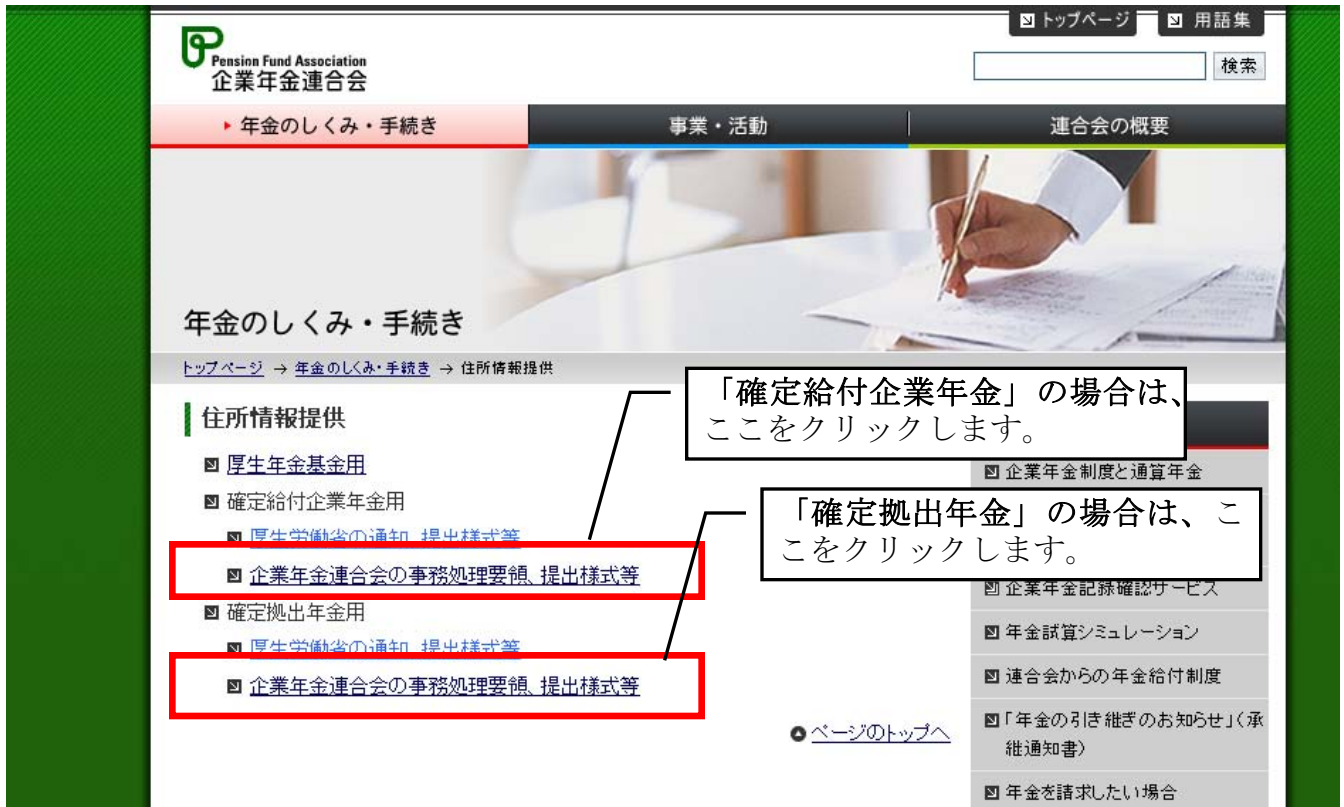 トップページ
用語集
Pension Fund Association
企業年金連合会
検索
年金のしくみ・手続き
事業・活動
連合会の概要
年金のしくみ・手続き
トップページ → 年金のしくみ・手続き → 住所情報提供
「確定給付企業年金」の場合は、
ここをクリックします。
住所情報提供
厚生年金基金用
確定給付企業年金用
厚生労働省の通知、提出様式等
企業年金連合会の事務処理要領、提出様式等
確定拠出年金用
厚生労働省の通知、提出様式等
企業年金連合会の事務処理要領、提出様式等
「確定拠出年金」の場合は、こ
こをクリックします。
ページのトップへ
企業年金制度と通算年金
企業年金記録確認サービス
年金試算シミュレーション
連合会からの年金給付制度
「年金の引き継ぎのお知らせ」(承
継通知書)
年金を請求したい場合